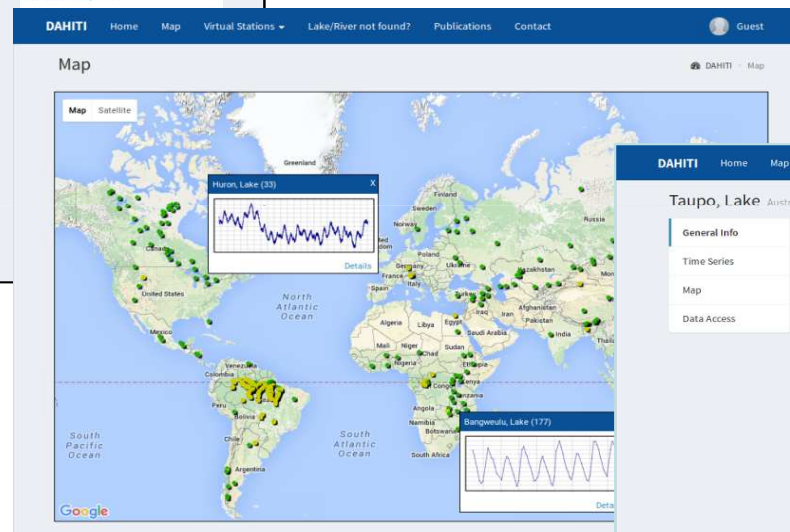 DAHITI Home Map Virtual Stations Lake/River not found? Publications Contact Guest
Map
DAHITI Map
Map Satellite
Greenland
Huron, Lake (33) X
Details
Finland
Sweden
Norway
Russia
Canada
Poland
Germany
Ukraine
France
Kazakhstan
Italy
Spain
United States
North
Atlantic
Ocean
Turkey
Iraq
Iran
Afghanistan
Pakistan
Algeria
Libya
Egypt
Saudi Arabia
India
Mexico
Mali
Niger
Chad
Sudan
Nigeria
Ethiopia
Venezuela
Colombia
Kenya
Peru
Bolivia
Angola
Namibia
Botswana
South Africa
Chile
Argentina
South
Pacific
Ocean
South
Atlantic
Ocean
Bangweulu, Lake (177)
Google
DAHITI Home Map
Taupo, Lake
General Info
Time Series
Map
Data Access